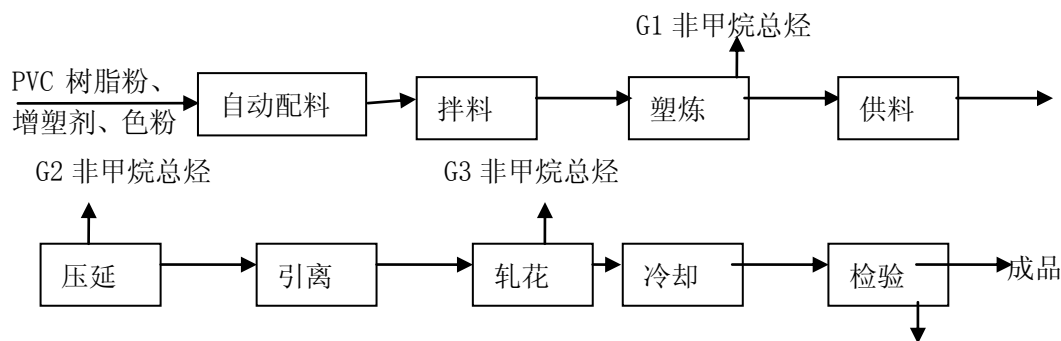 G1 非甲烷总烃
PVC 树脂粉、
增塑剂、色粉
自动配料
拌料
塑炼
供料
G2 非甲烷总烃
G3 非甲烷总烃
压延
引离
轧花
冷却
检验
成品